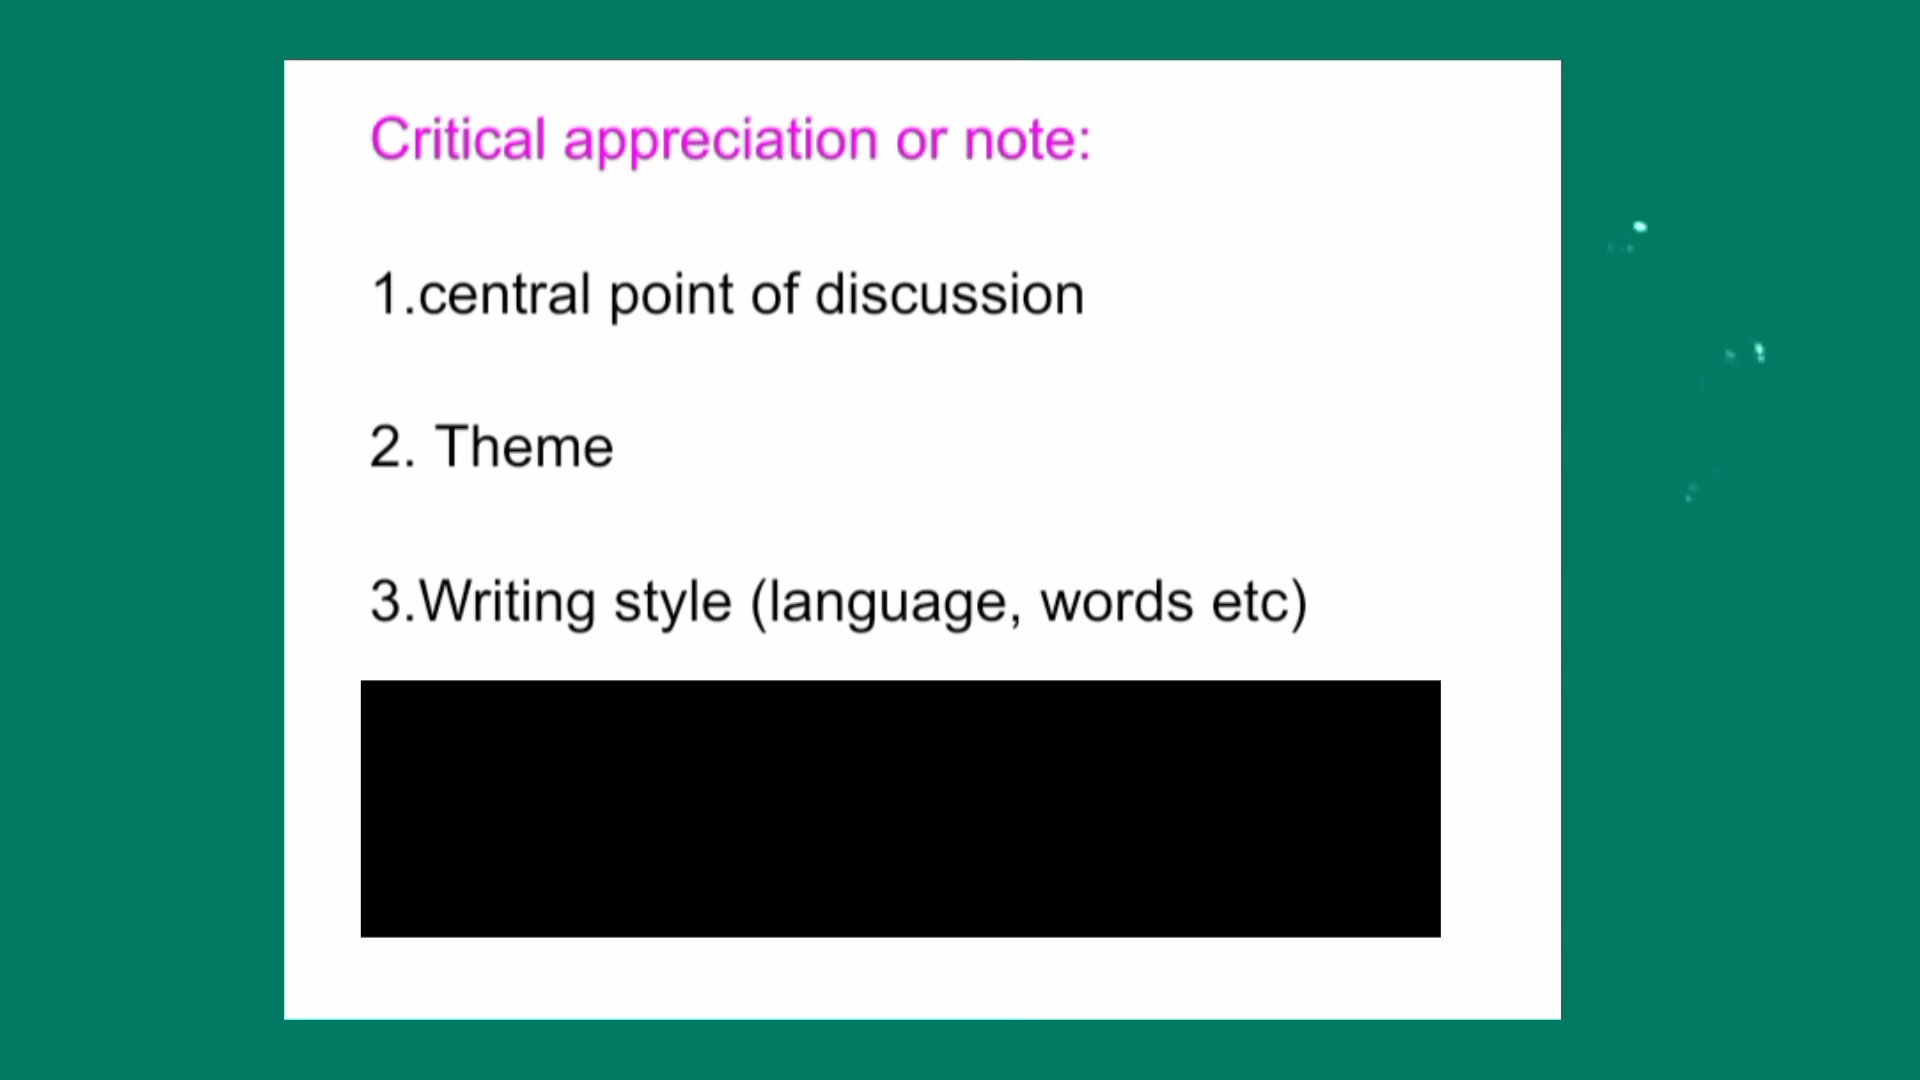 Critical appreciation or note:
1.central point of discussion
2. Theme
3.Writing style (language, words etc)